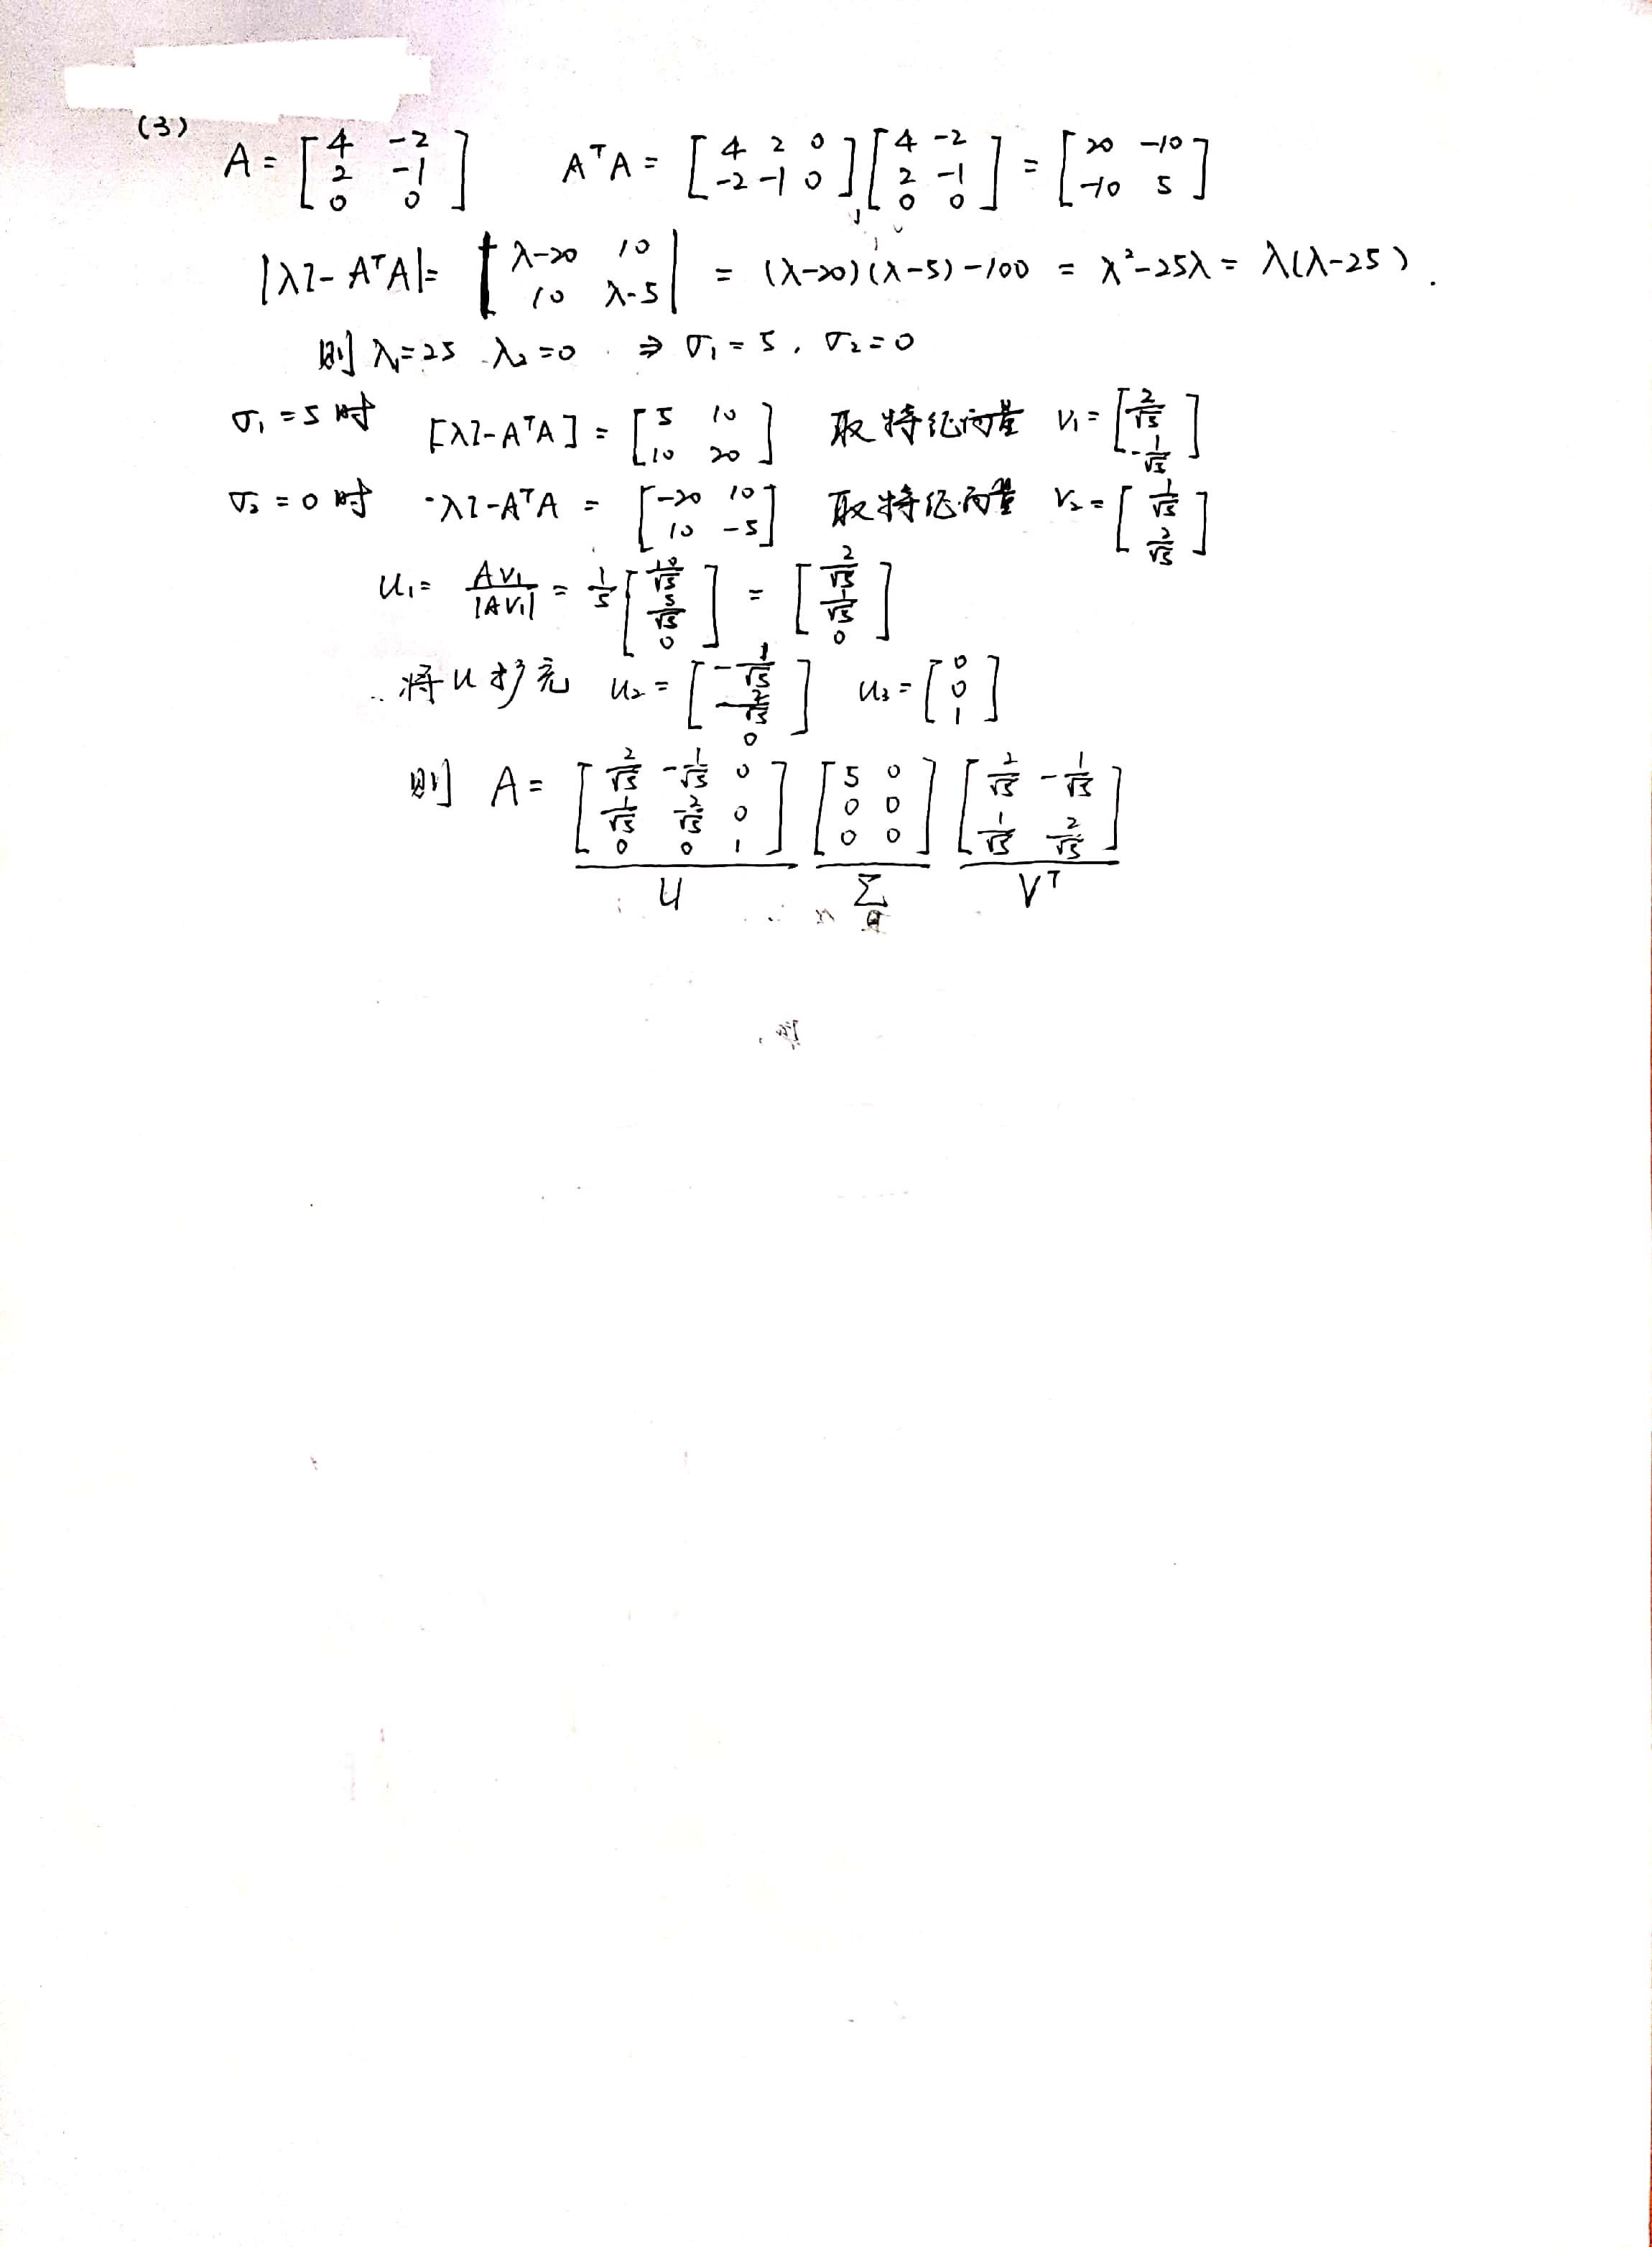 (3) A = [4 -2; 2 -1; 0 0] AᵀA = [4 2 0; -2 -1 0][4 -2; 2 -1; 0 0] = [20 -10; -10 5]
|λI-AᵀA| = |λ-20 10; 10 λ-5| = (λ-20)(λ-5)-100 = λ²-25λ = λ(λ-25).
则 λ₁=25 λ₂=0 ⇒ σ₁=5, σ₂=0
σ₁=5时 [λI-AᵀA] = [5 10; 10 20] 取特征向量 V₁=[2/√5; -1/√5]
σ₂=0时 λI-AᵀA = [-20 10; 10 -5] 取特征向量 V₂=[1/√5; 2/√5]
U₁= AV₁/|AV₁| = 1/5 [10/√5; 5/√5; 0] = [2/√5; 1/√5; 0]
将U扩充 U₂=[-1/√5; -2/√5; 0] U₃=[0; 0; 1]
则 A= [2/√5 -1/√5 0; 1/√5 -2/√5 0; 0 0 1] [5 0; 0 0; 0 0] [2/√5 -1/√5; 1/√5 2/√5]
U Σ Vᵀ